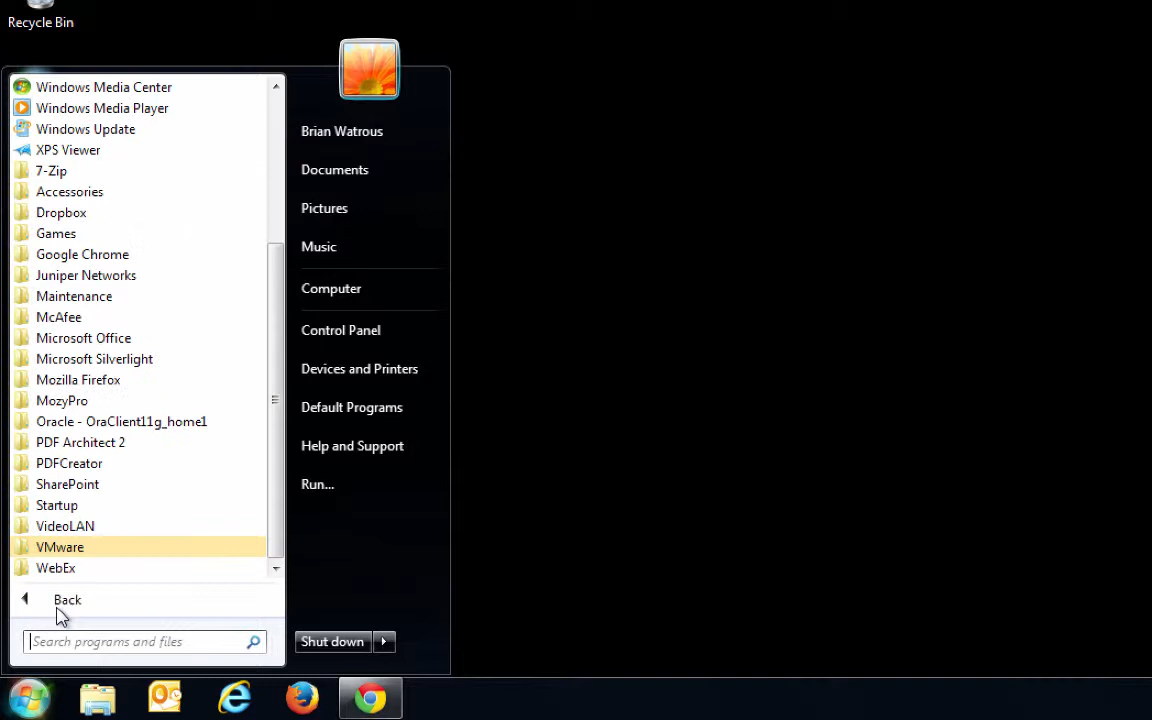 Recycle Bin
Windows Media Center
Windows Media Player
Windows Update
XPS Viewer
7-Zip
Accessories
Dropbox
Games
Google Chrome
Juniper Networks
Maintenance
McAfee
Microsoft Office
Microsoft Silverlight
Mozilla Firefox
MozyPro
Oracle - OraClient11g_home1
PDF Architect 2
PDFCreator
SharePoint
Startup
VideoLAN
VMware
WebEx
Back
Search programs and files
Brian Watrous
Documents
Pictures
Music
Computer
Control Panel
Devices and Printers
Default Programs
Help and Support
Run...
Shut down